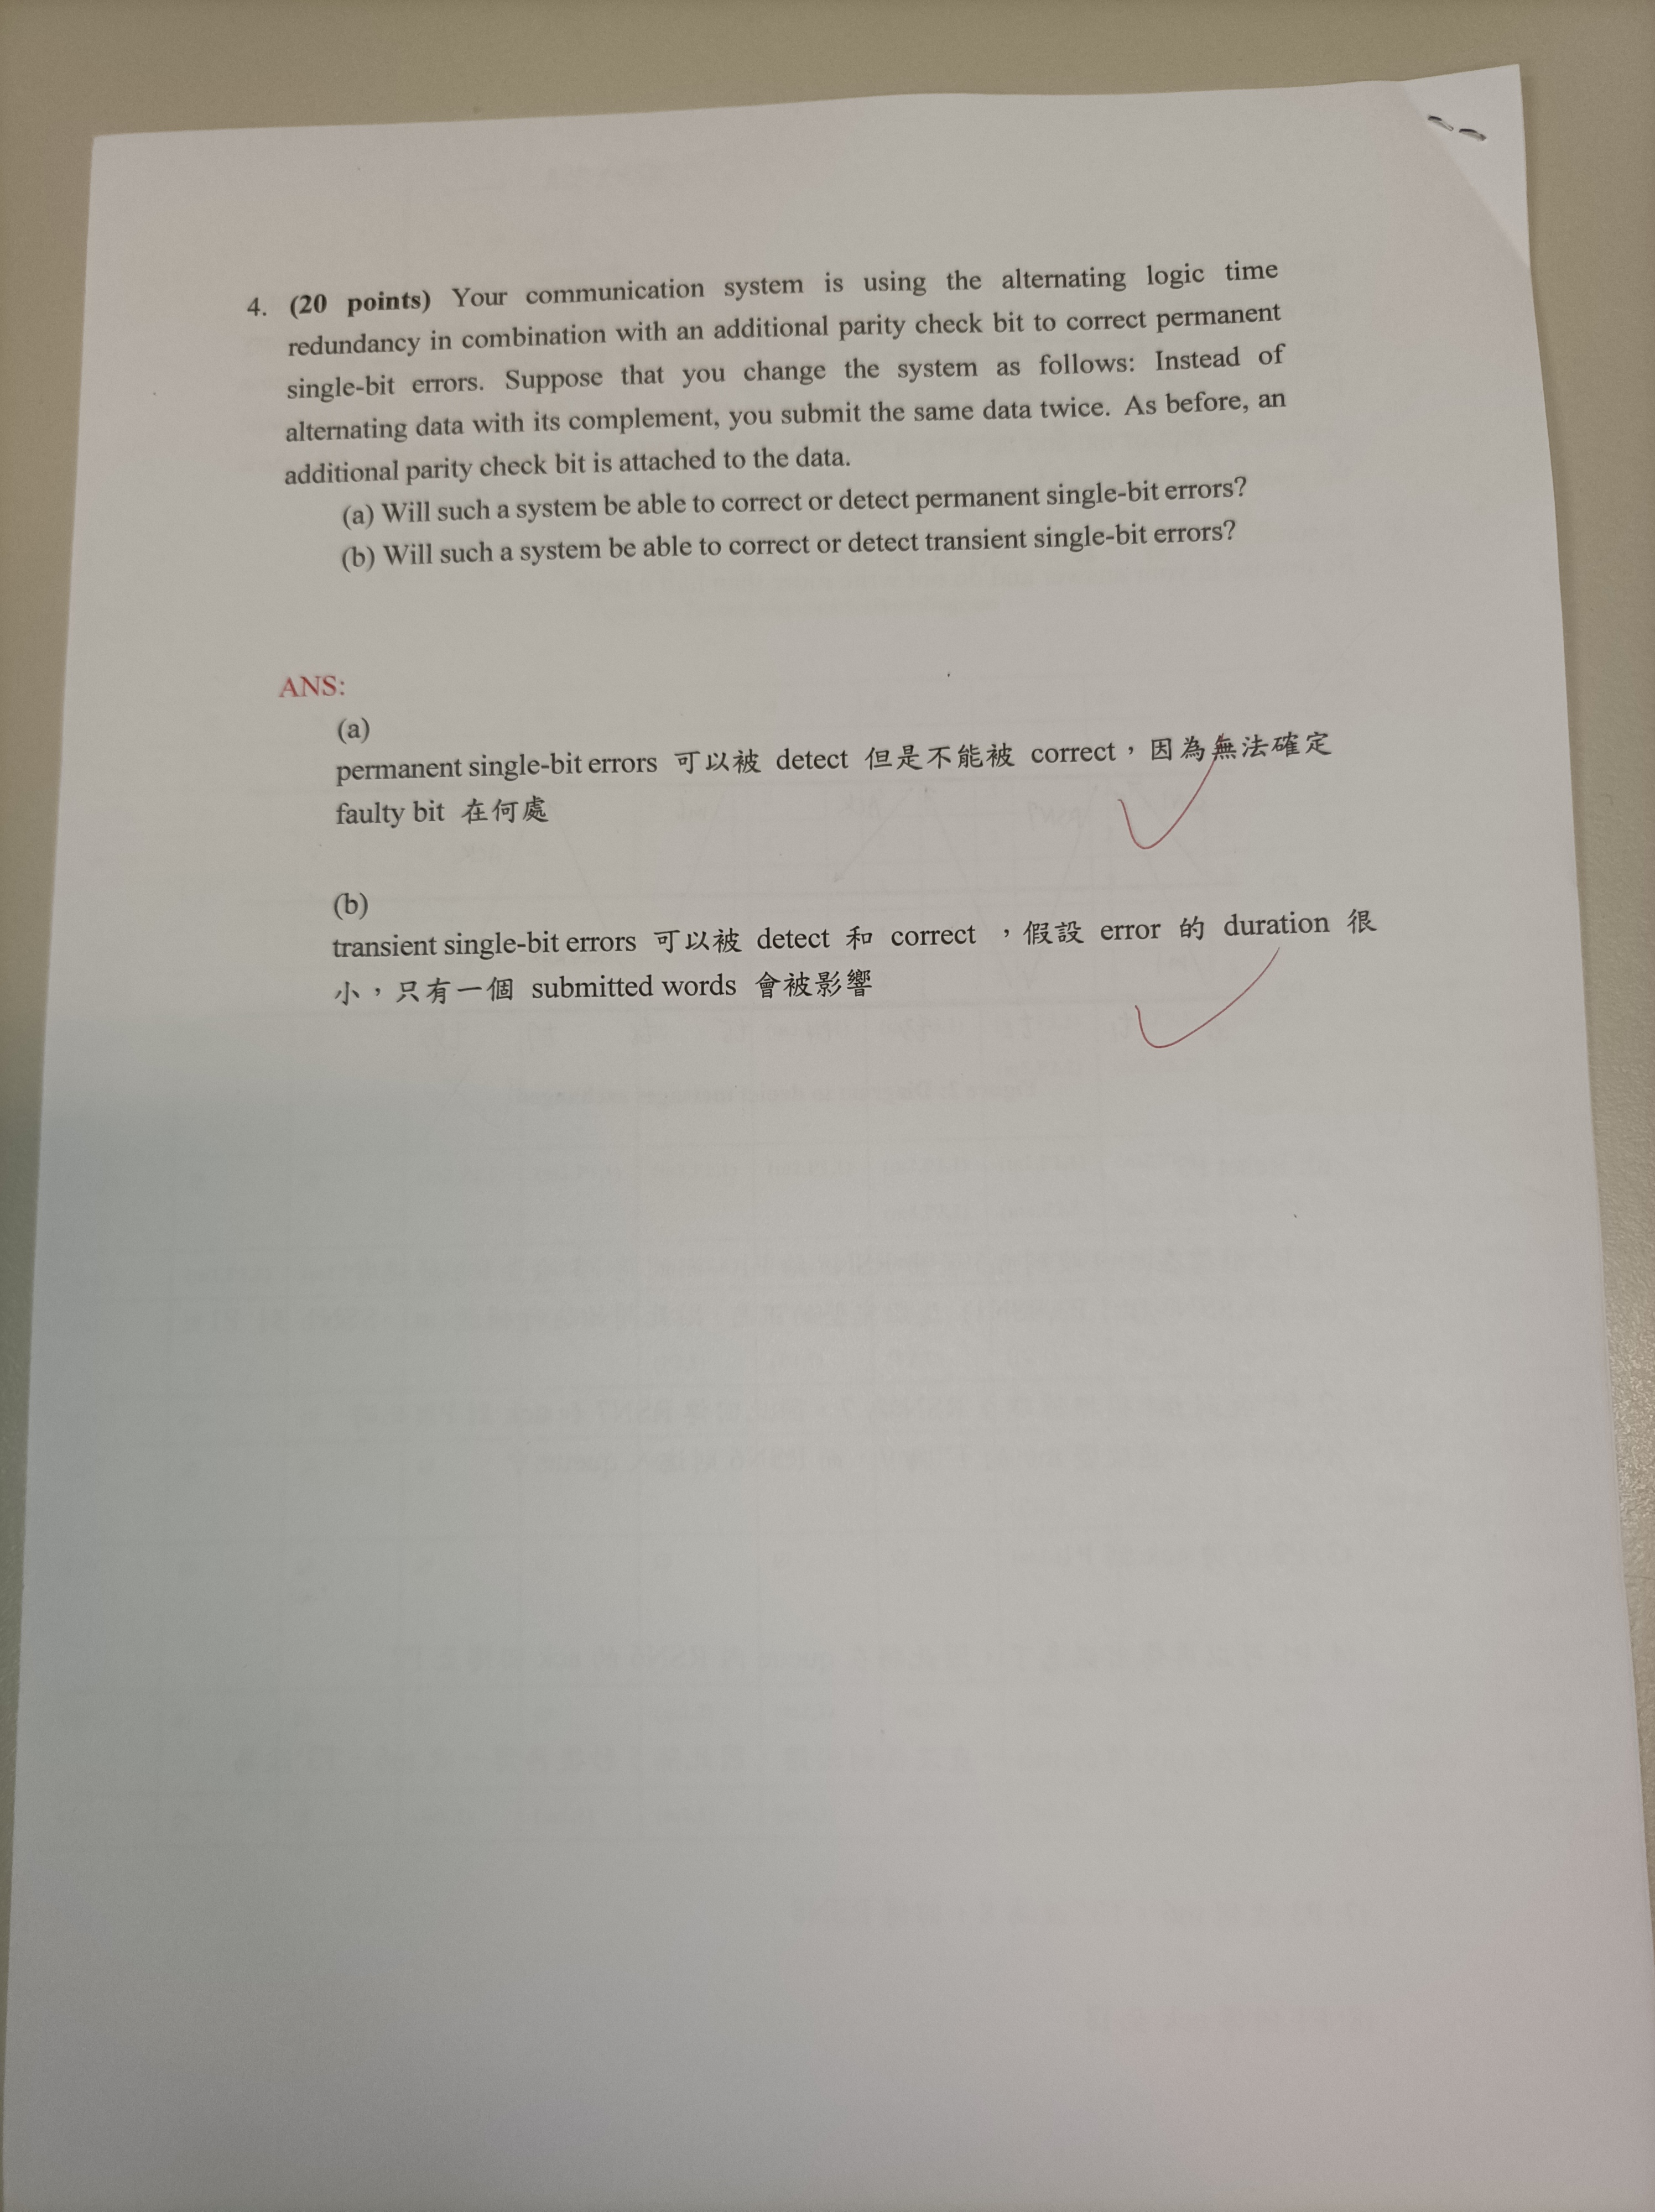 4. (20 points) Your communication system is using the alternating logic time
redundancy in combination with an additional parity check bit to correct permanent
single-bit errors. Suppose that you change the system as follows: Instead of
alternating data with its complement, you submit the same data twice. As before, an
additional parity check bit is attached to the data.
(a) Will such a system be able to correct or detect permanent single-bit errors?
(b) Will such a system be able to correct or detect transient single-bit errors?
ANS:
(a)
permanent single-bit errors 可以被 detect 但是不能被 correct，因為無法確定
faulty bit 在何處
(b)
transient single-bit errors 可以被 detect 和 correct ，假設 error 的 duration 很
小，只有一個 submitted words 會被影響